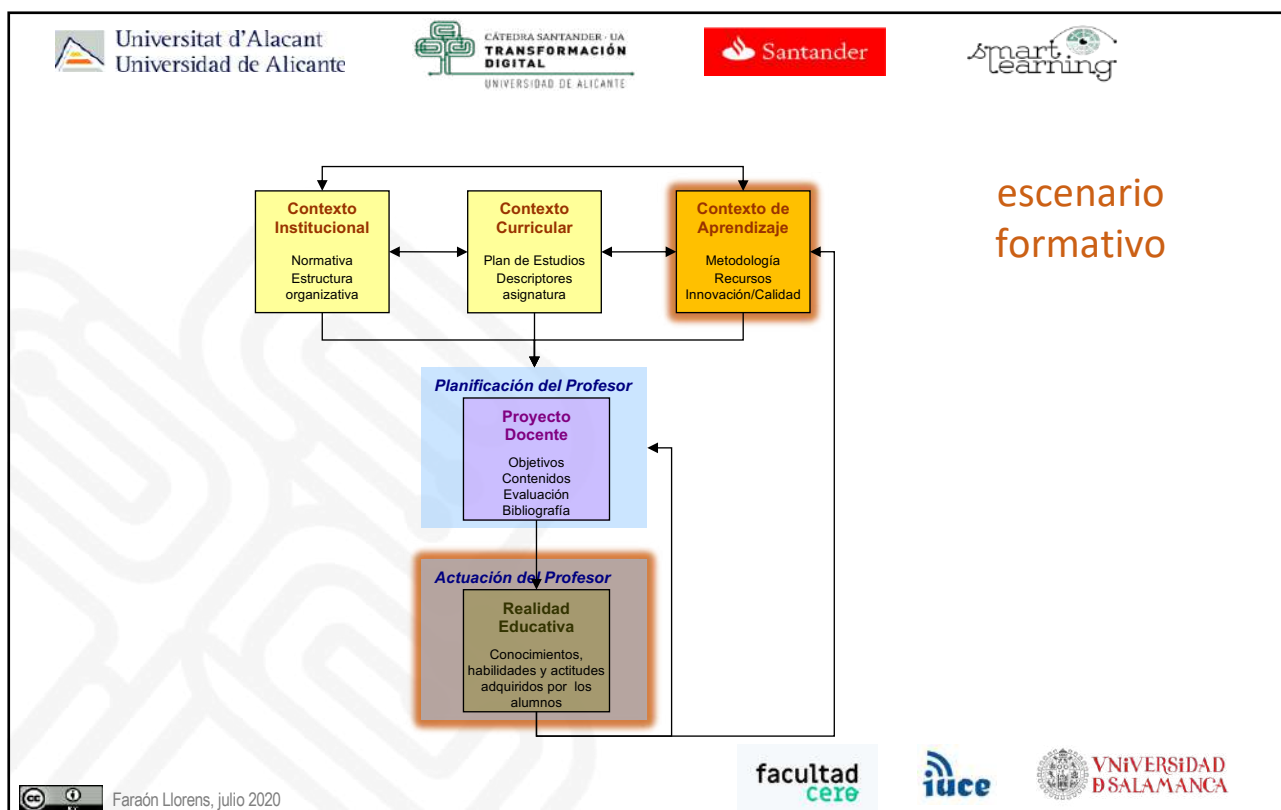 Universitat d'Alacant
Universidad de Alicante
CÁTEDRA SANTANDER · UA
TRANSFORMACIÓN
DIGITAL
UNIVERSIDAD DE ALICANTE
Santander
smart
learning
escenario
formativo
Contexto
Institucional
Normativa
Estructura
organizativa
Contexto
Curricular
Plan de Estudios
Descriptores
asignatura
Contexto de
Aprendizaje
Metodología
Recursos
Innovación/Calidad
Planificación del Profesor
Proyecto
Docente
Objetivos
Contenidos
Evaluación
Bibliografía
Actuación del Profesor
Realidad
Educativa
Conocimientos,
habilidades y actitudes
adquiridos por los
alumnos
facultad
cero
iuce
VNiVERSiDAD
D SALAMANCA
cc
Faraón Llorens, julio 2020